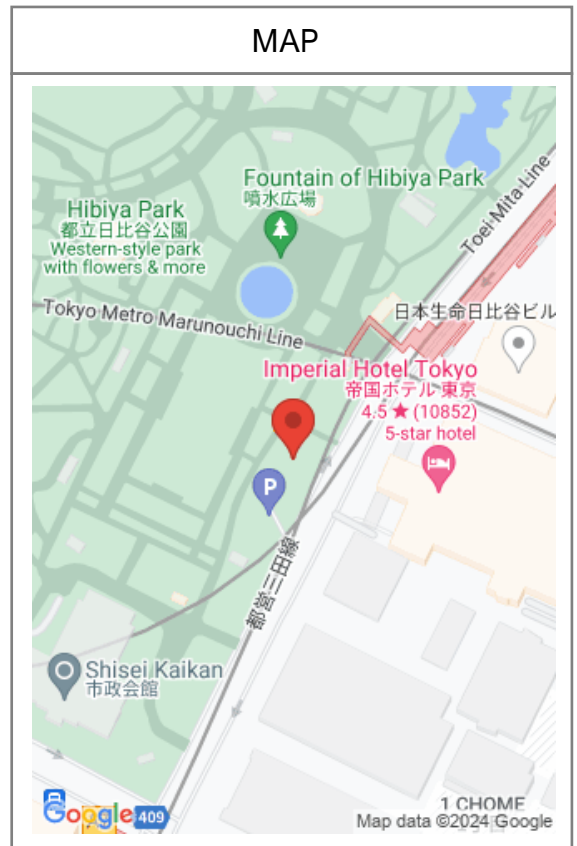 MAP
Fountain of Hibiya Park
噴水広場
Hibiya Park
都立日比谷公園
Western-style park
with flowers & more
Toei Mita Line
Tokyo Metro Marunouchi Line
日本生命日比谷ビル
Imperial Hotel Tokyo
帝国ホテル 東京
4.5 ★ (10852)
5-star hotel
P
都営三田線
Shisei Kaikan
市政会館
Google
409
1 CHOME
Map data ©2024 Google